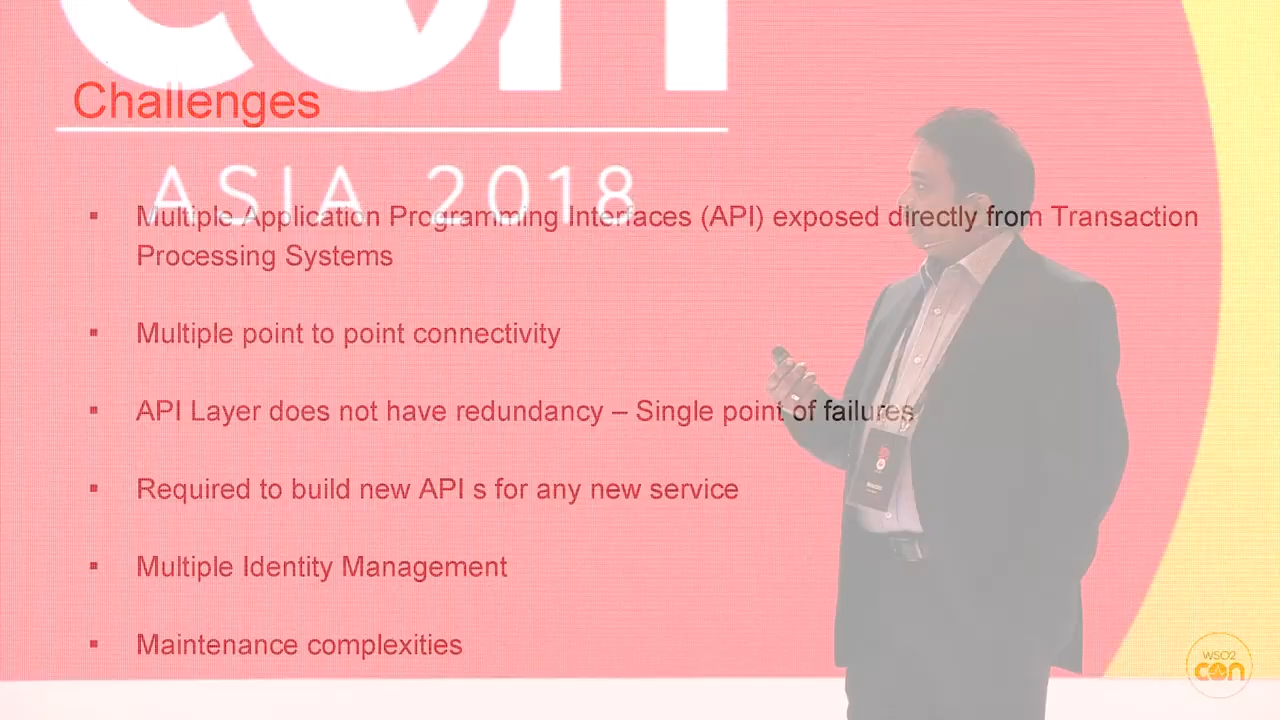 con
Challenges
ASIA 2018
▪ Multiple Application Programming Interfaces (API) exposed directly from Transaction
Processing Systems
▪ Multiple point to point connectivity
▪ API Layer does not have redundancy – Single point of failures
▪ Required to build new API s for any new service
▪ Multiple Identity Management
▪ Maintenance complexities
WSO2
con